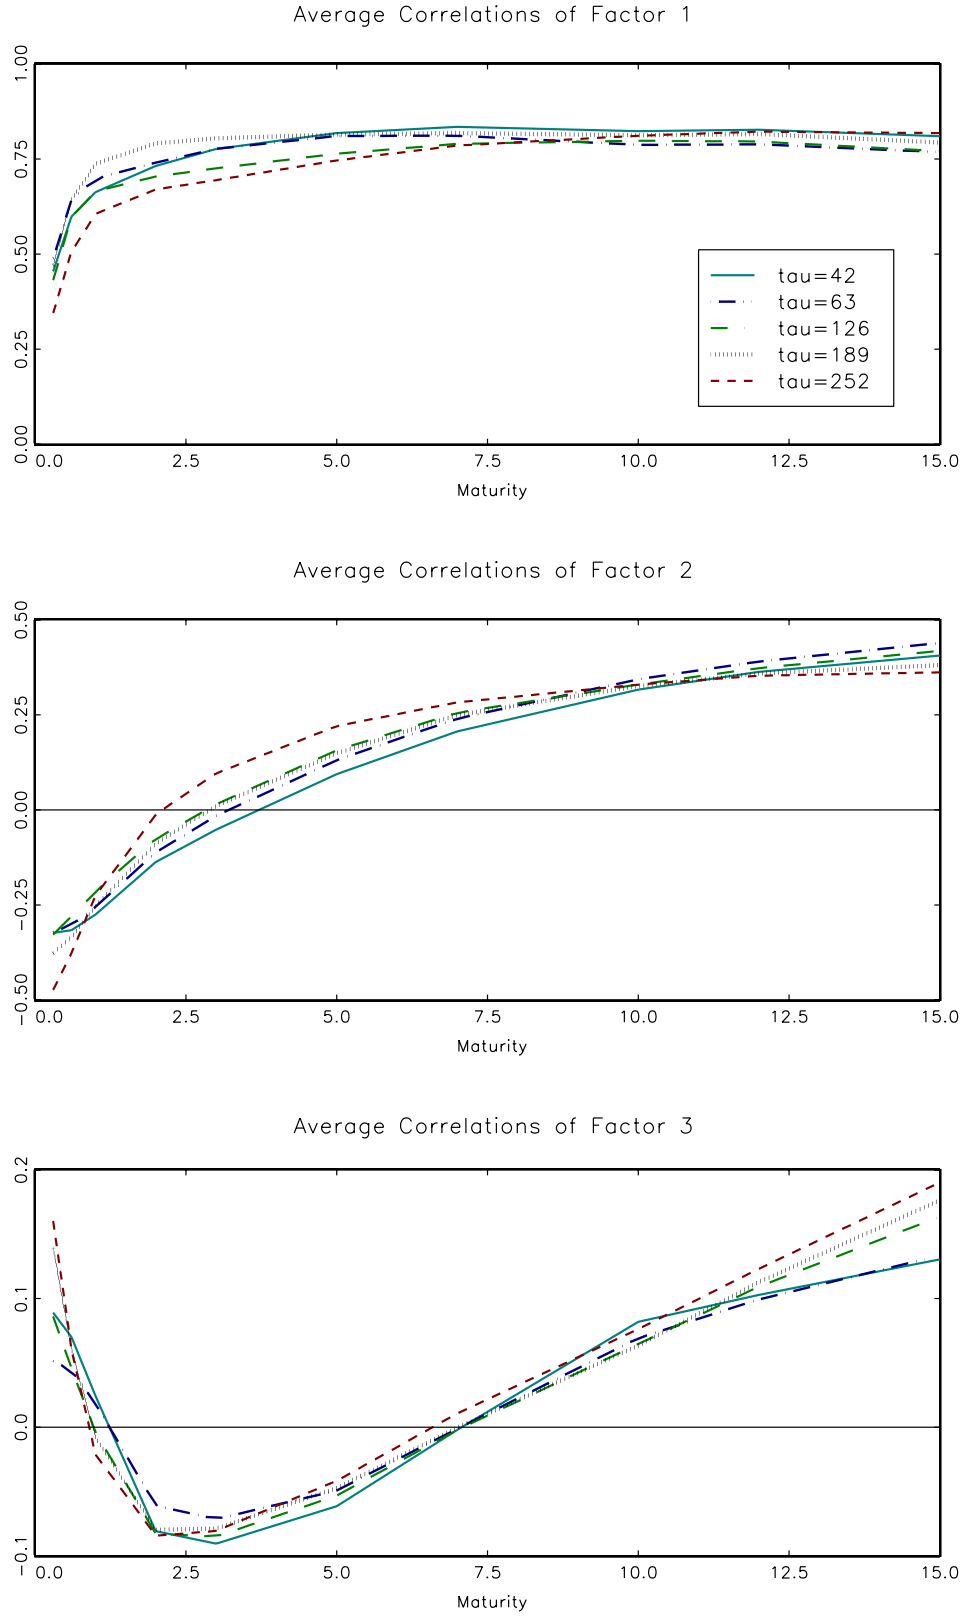 Average Correlations of Factor 1
1.00
0.75
0.50
0.25
0.00
tau=42
tau=63
tau=126
tau=189
tau=252
0.0 2.5 5.0 7.5 10.0 12.5 15.0
Maturity
Average Correlations of Factor 2
0.50
0.25
0.00
-0.25
-0.50
0.0 2.5 5.0 7.5 10.0 12.5 15.0
Maturity
Average Correlations of Factor 3
0.2
0.1
0.0
-0.1
0.0 2.5 5.0 7.5 10.0 12.5 15.0
Maturity